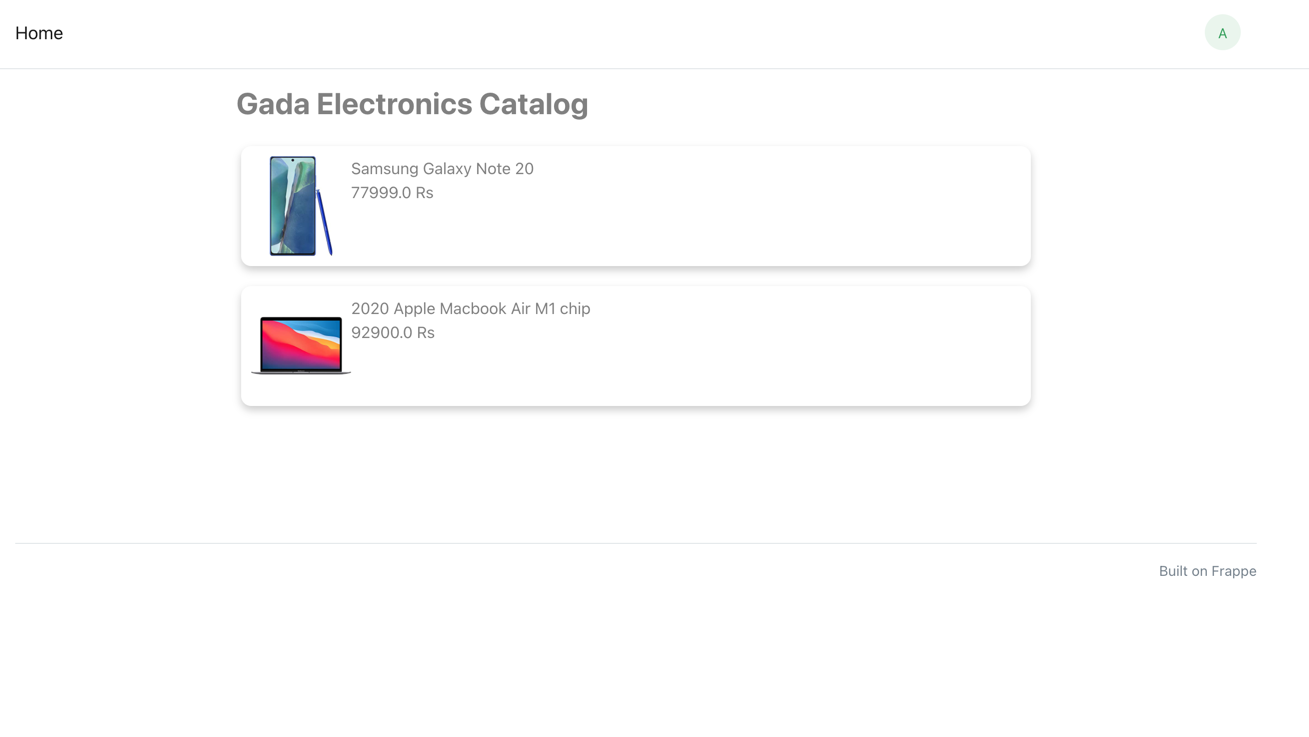 Home
A
Gada Electronics Catalog
Samsung Galaxy Note 20
77999.0 Rs
2020 Apple Macbook Air M1 chip
92900.0 Rs
Built on Frappe